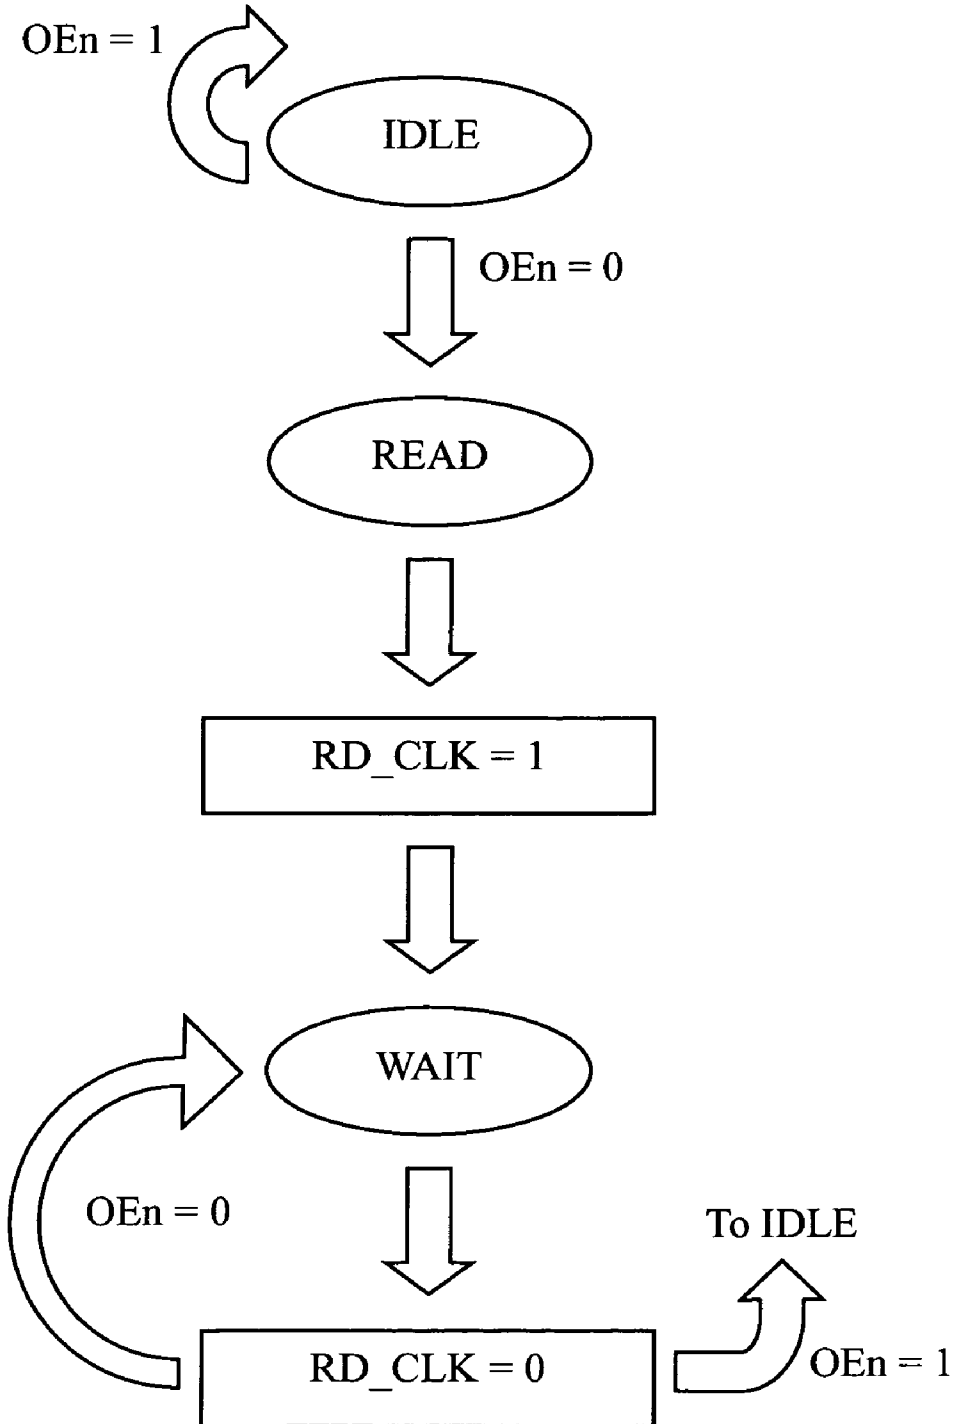 OEn = 1
IDLE
OEn = 0
READ
RD_CLK = 1
WAIT
OEn = 0
To IDLE
RD_CLK = 0
OEn = 1